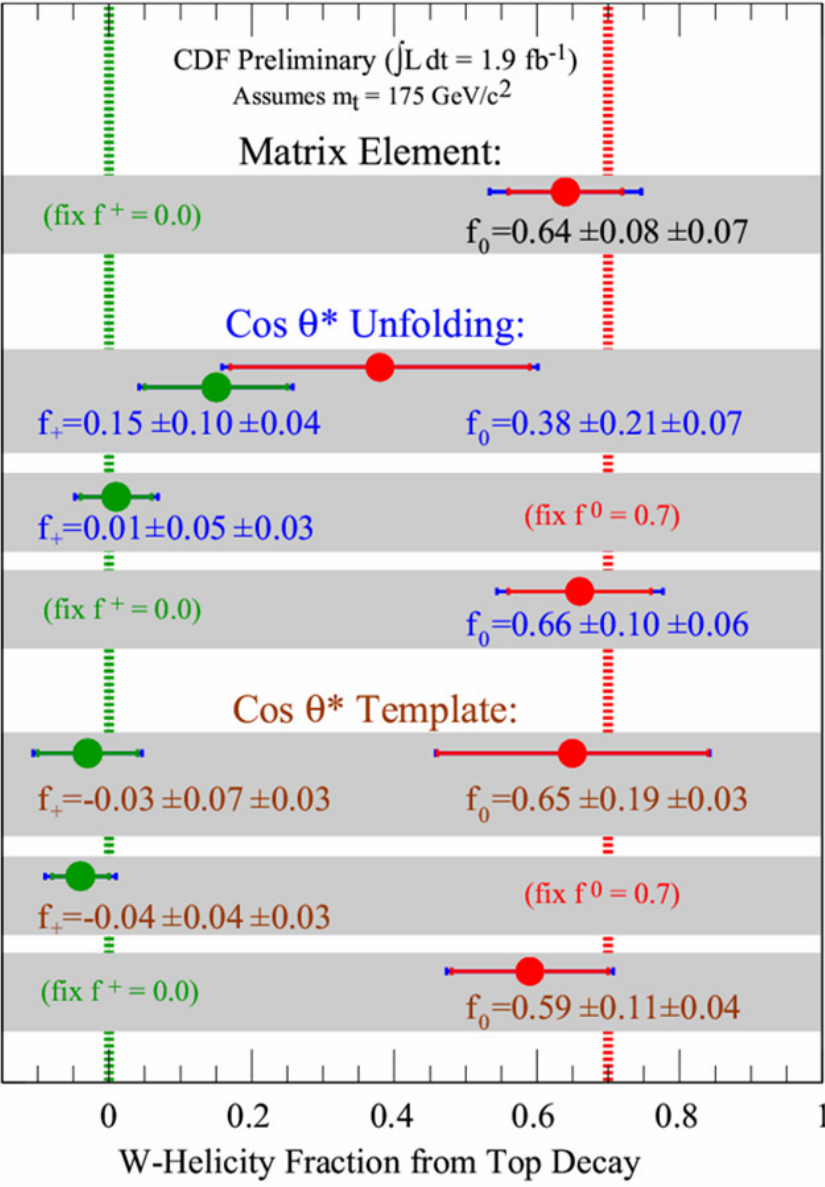 CDF Preliminary (∫L dt = 1.9 fb⁻¹)
Assumes mₜ = 175 GeV/c²
Matrix Element:
(fix f⁺ = 0.0)
f₀=0.64 ±0.08 ±0.07
Cos θ* Unfolding:
f₊=0.15 ±0.10 ±0.04 f₀=0.38 ±0.21±0.07
f₊=0.01±0.05 ±0.03 (fix f⁰ = 0.7)
(fix f⁺ = 0.0) f₀=0.66 ±0.10 ±0.06
Cos θ* Template:
f₊=-0.03 ±0.07 ±0.03 f₀=0.65 ±0.19 ±0.03
(fix f⁰ = 0.7)
f₊=-0.04 ±0.04 ±0.03
(fix f⁺ = 0.0) f₀=0.59 ±0.11±0.04
0 0.2 0.4 0.6 0.8 1
W-Helicity Fraction from Top Decay